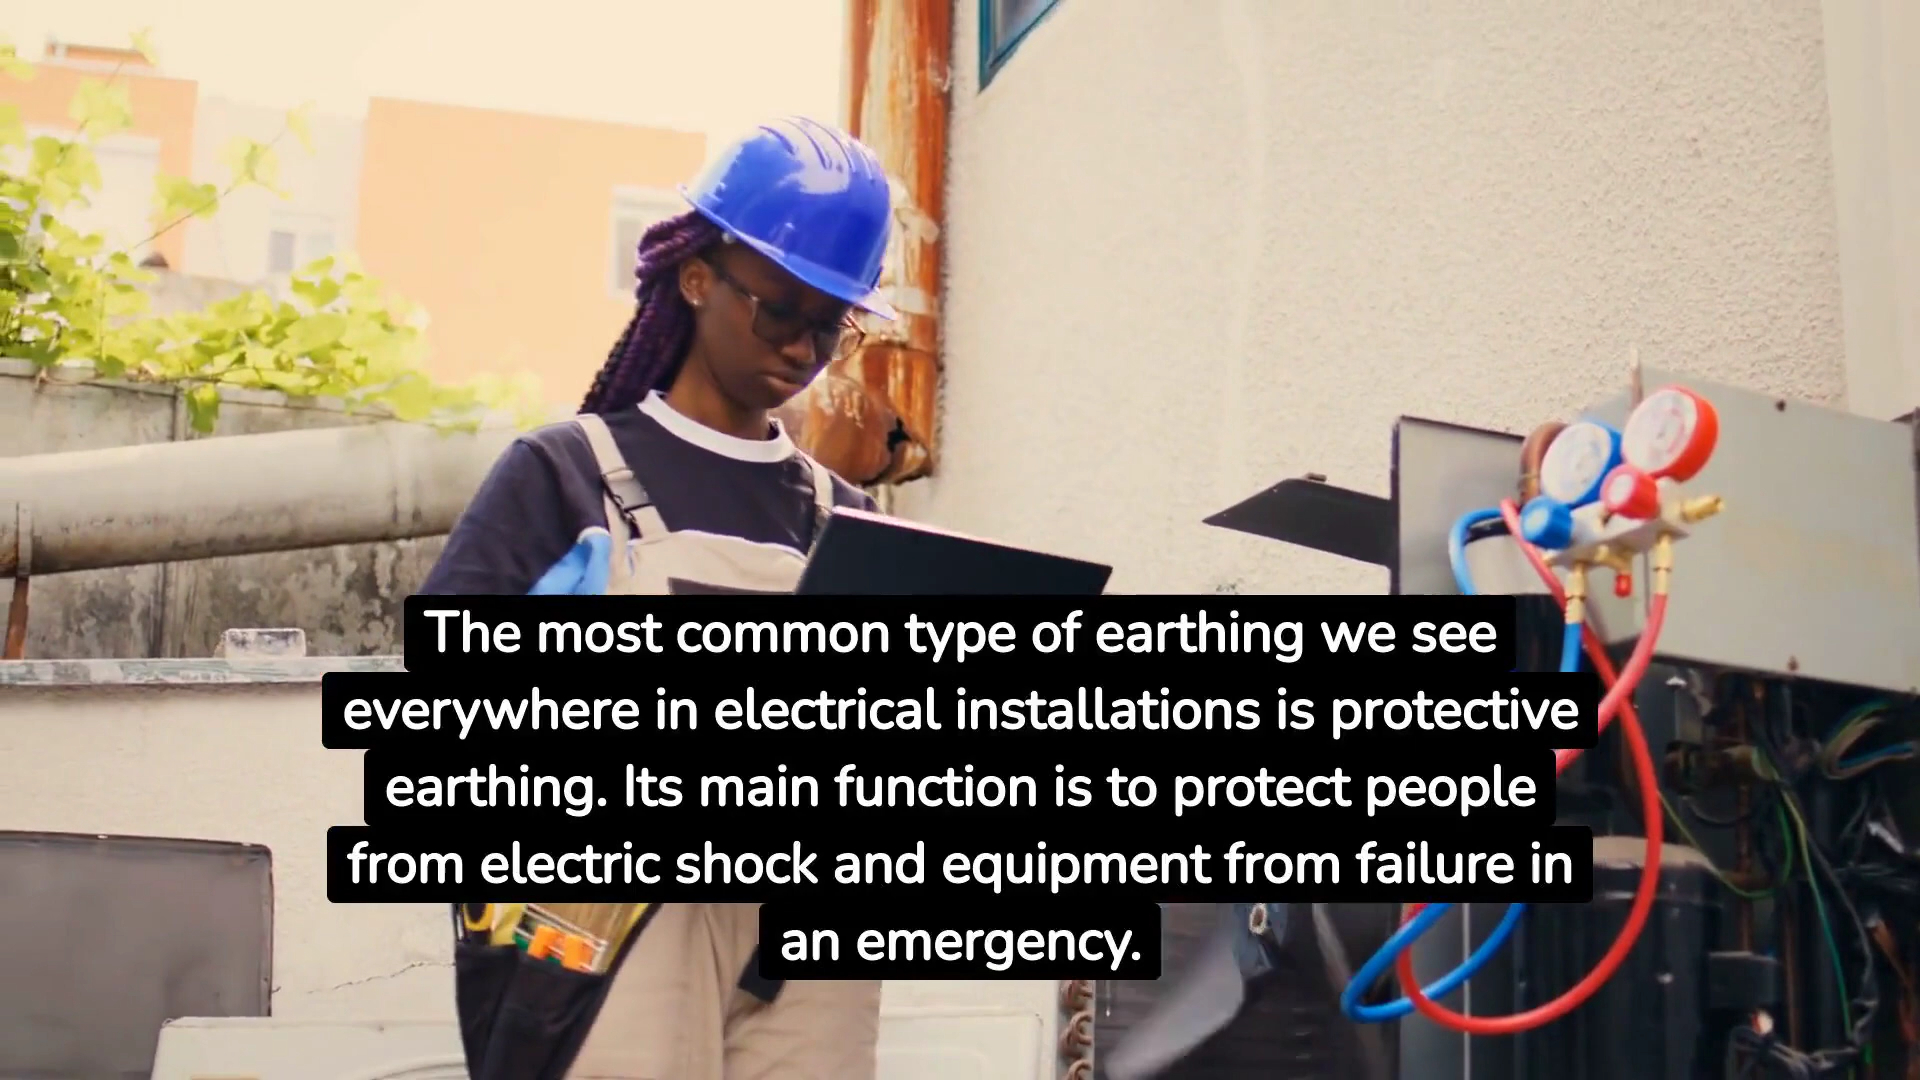 The most common type of earthing we see
everywhere in electrical installations is protective
earthing. Its main function is to protect people
from electric shock and equipment from failure in
an emergency.